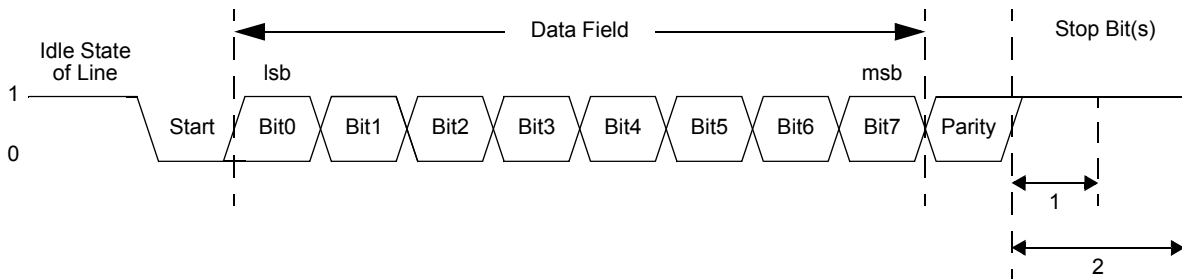 Data Field
Stop Bit(s)
Idle State
of Line
lsb
msb
1
Start
Bit0
Bit1
Bit2
Bit3
Bit4
Bit5
Bit6
Bit7
Parity
0
1
2